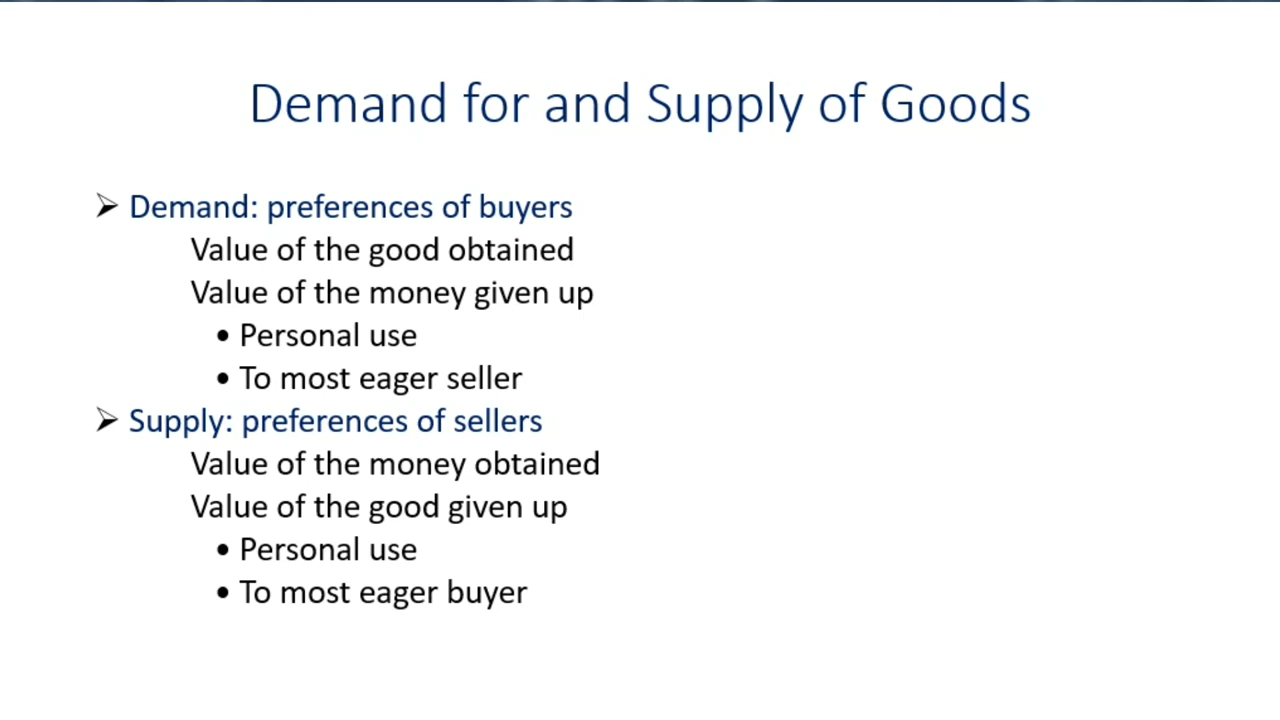 Demand for and Supply of Goods
➢ Demand: preferences of buyers
Value of the good obtained
Value of the money given up
• Personal use
• To most eager seller
➢ Supply: preferences of sellers
Value of the money obtained
Value of the good given up
• Personal use
• To most eager buyer